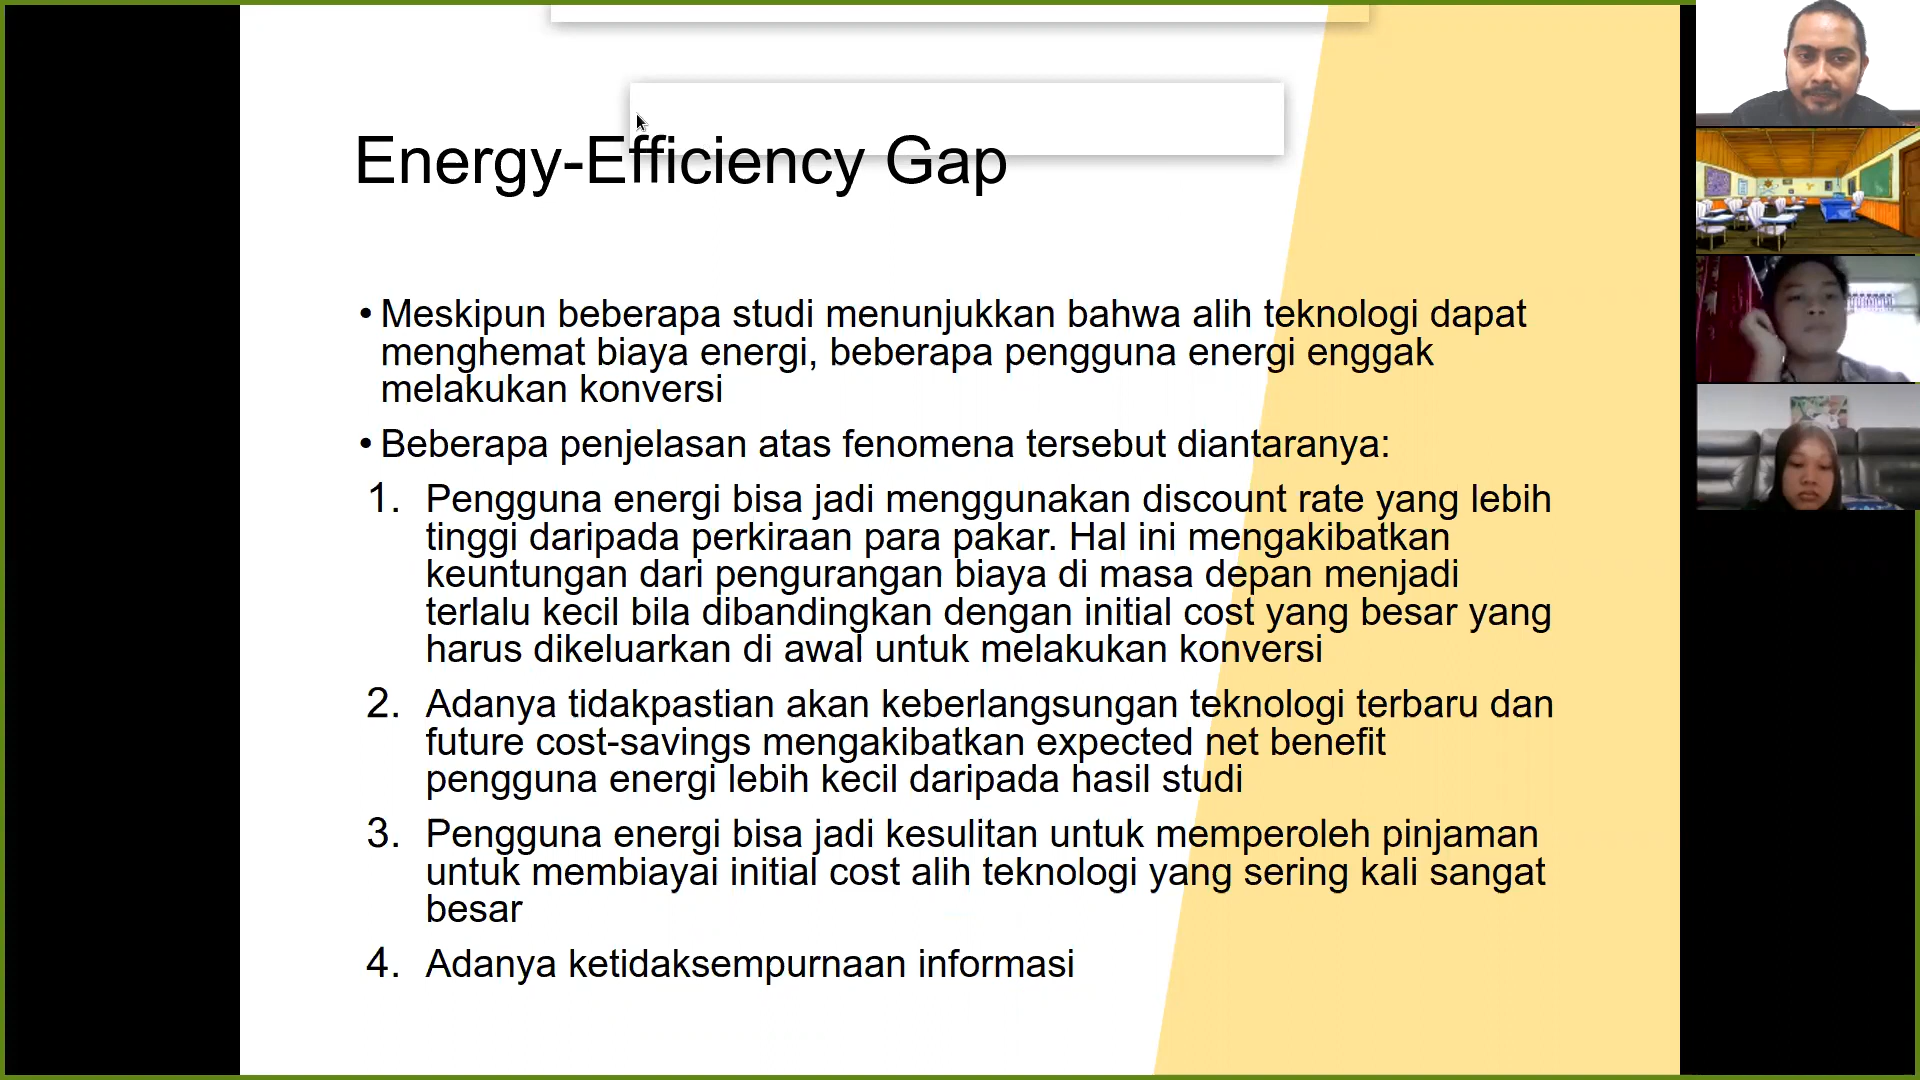 Energy-Efficiency Gap
• Meskipun beberapa studi menunjukkan bahwa alih teknologi dapat
menghemat biaya energi, beberapa pengguna energi enggak
melakukan konversi
• Beberapa penjelasan atas fenomena tersebut diantaranya:
1. Pengguna energi bisa jadi menggunakan discount rate yang lebih
tinggi daripada perkiraan para pakar. Hal ini mengakibatkan
keuntungan dari pengurangan biaya di masa depan menjadi
terlalu kecil bila dibandingkan dengan initial cost yang besar yang
harus dikeluarkan di awal untuk melakukan konversi
2. Adanya tidakpastian akan keberlangsungan teknologi terbaru dan
future cost-savings mengakibatkan expected net benefit
pengguna energi lebih kecil daripada hasil studi
3. Pengguna energi bisa jadi kesulitan untuk memperoleh pinjaman
untuk membiayai initial cost alih teknologi yang sering kali sangat
besar
4. Adanya ketidaksempurnaan informasi